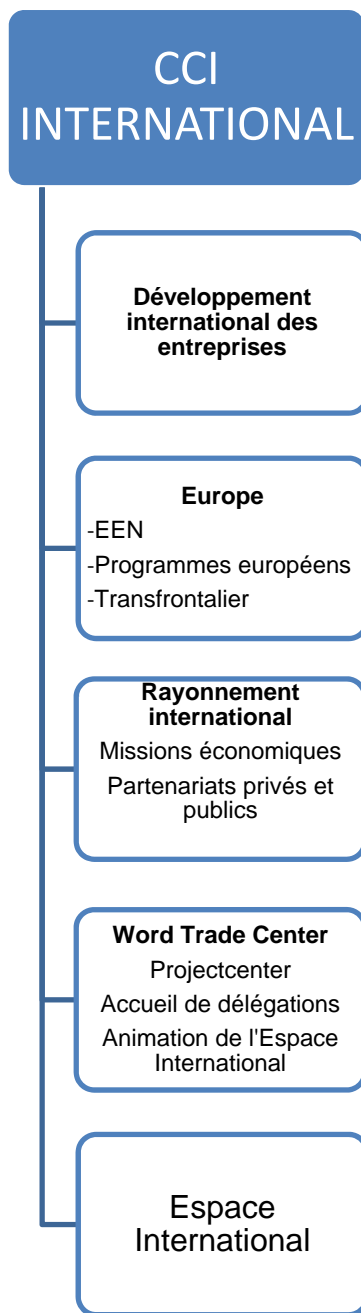 CCI
INTERNATIONAL
Développement
international des
entreprises
Europe
-EEN
-Programmes européens
-Transfrontalier
Rayonnement
international
Missions économiques
Partenariats privés et
publics
Word Trade Center
Projectcenter
Accueil de délégations
Animation de l'Espace
International
Espace
International